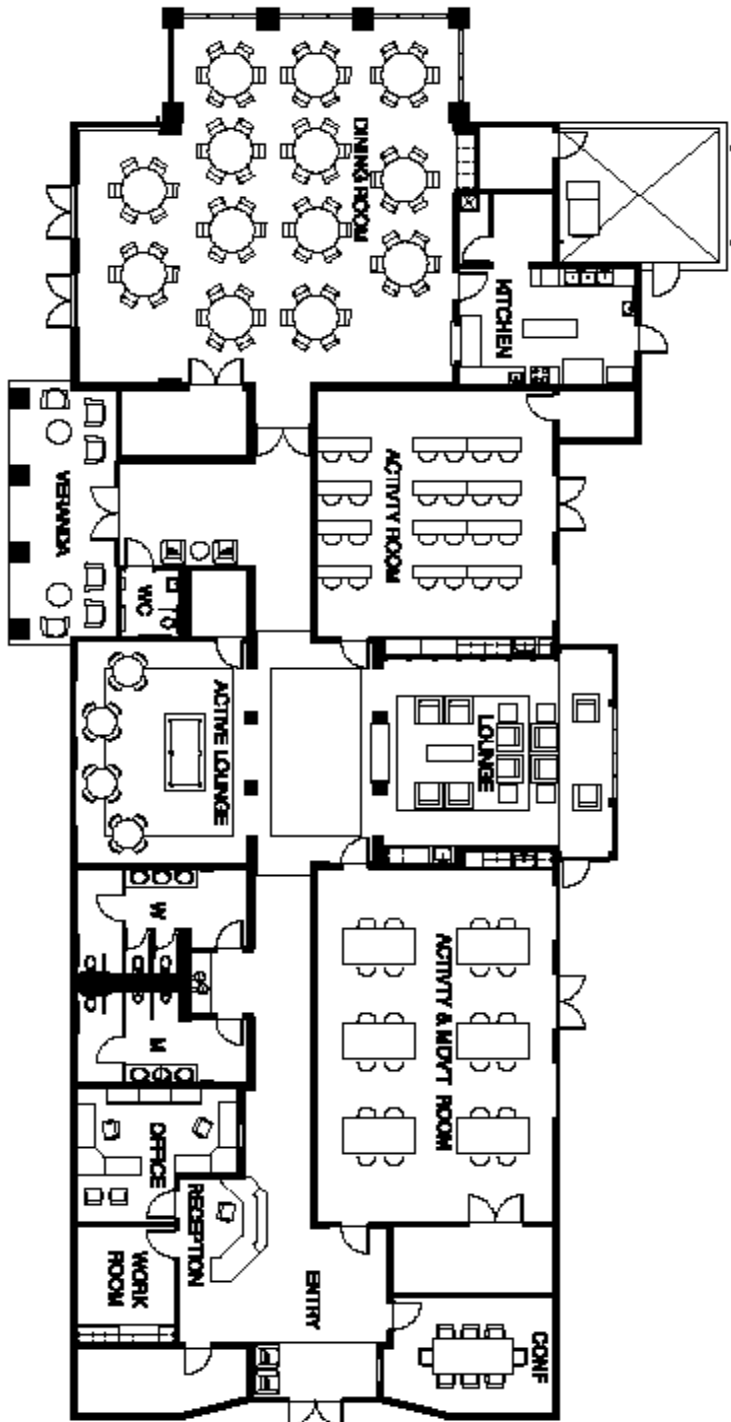 DINING ROOM
KITCHEN
ACTIVITY ROOM
VERANDA
WC
ACTIVE LOUNGE
LOUNGE
W
M
ACTIVITY & MDVT ROOM
OFFICE
RECEPTION
WORK
ROOM
ENTRY
CONF